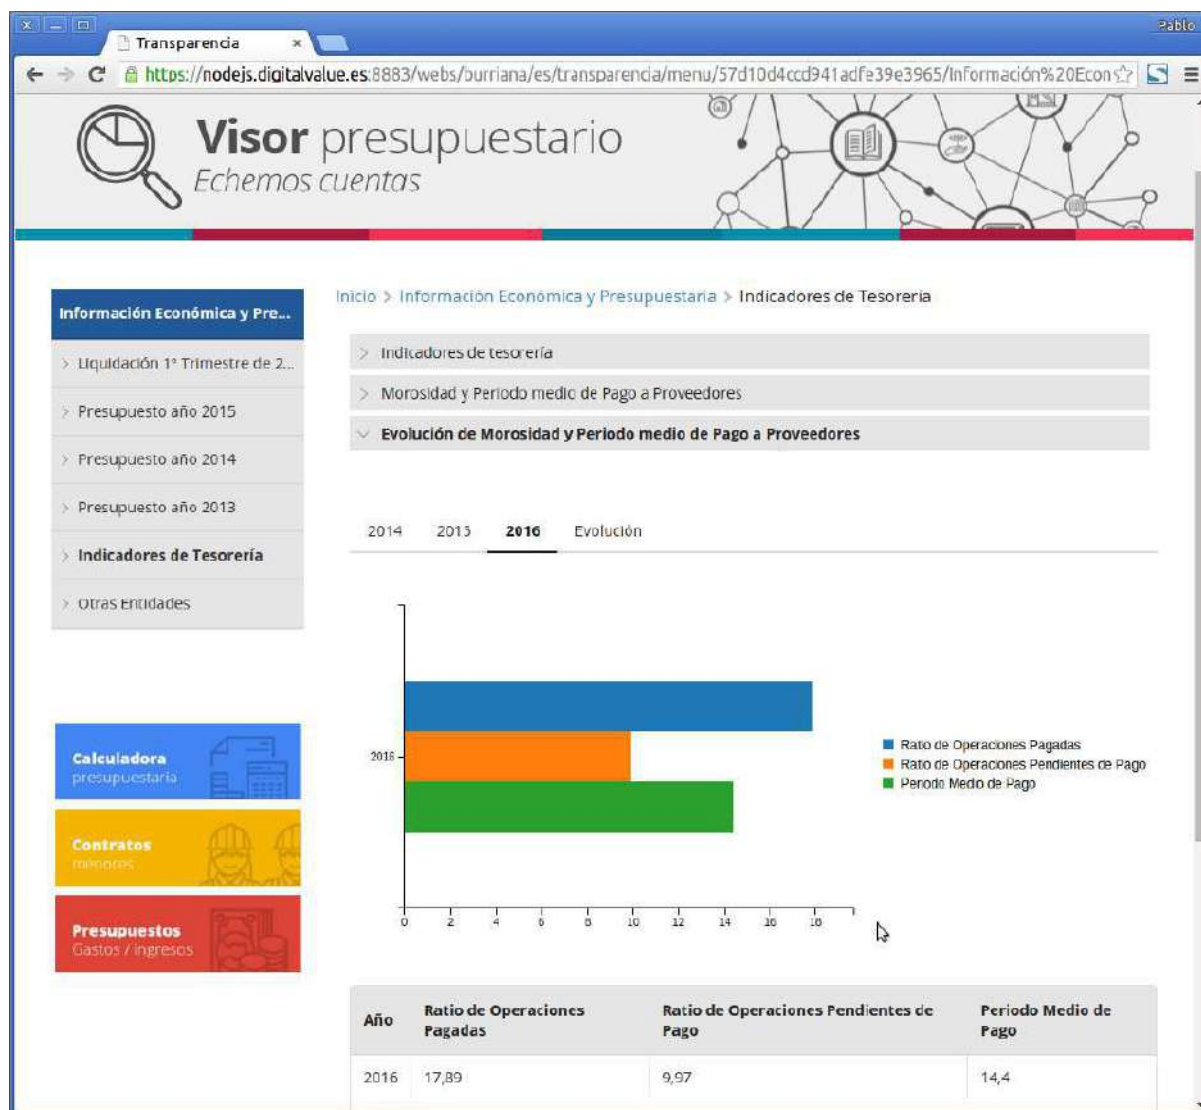 Pablo
Transparencia
https://nodejs.digitalvalue.es:8883/webs/burriana/es/transparencia/menu/57d10d4ccd941adfe39e3965/Información%20Econ
Visor presupuestario
Echemos cuentas
Información Económica y Pre...
Liquidación 1º Trimestre de 2...
Presupuesto año 2015
Presupuesto año 2014
Presupuesto año 2013
Indicadores de Tesorería
Otras Entidades
Calculadora
presupuestaria
Contratos
menores
Presupuestos
Gastos / ingresos
Inicio > Información Económica y Presupuestaria > Indicadores de Tesorería
Indicadores de tesorería
Morosidad y Periodo medio de Pago a Proveedores
Evolución de Morosidad y Periodo medio de Pago a Proveedores
2014 2015 2016 Evolución
2016
Ratio de Operaciones Pagadas
Ratio de Operaciones Pendientes de Pago
Periodo Medio de Pago
0 2 4 6 8 10 12 14 16 18
Año Ratio de Operaciones Pagadas Ratio de Operaciones Pendientes de Pago Periodo Medio de Pago
2016 17,89 9,97 14,4